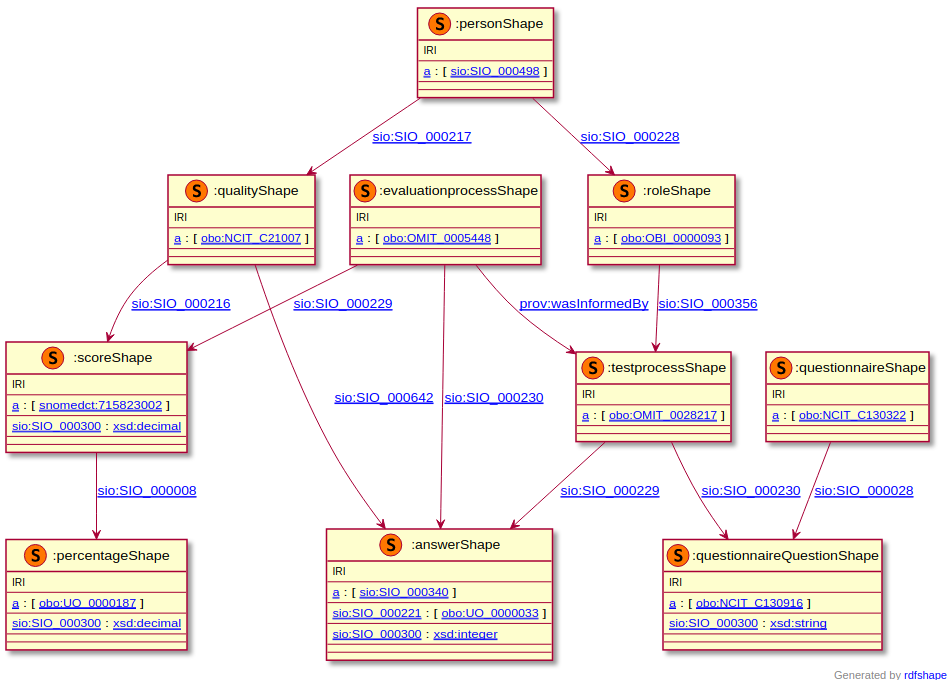 S :personShape
IRI
a : [ sio:SIO_000498 ]
sio:SIO_000217
sio:SIO_000228
S :qualityShape
IRI
a : [ obo:NCIT_C21007 ]
S :evaluationprocessShape
IRI
a : [ obo:OMIT_0005448 ]
S :roleShape
IRI
a : [ obo:OBI_0000093 ]
sio:SIO_000216
sio:SIO_000229
prov:wasInformedBy
sio:SIO_000356
S :scoreShape
IRI
a : [ snomedct:715823002 ]
sio:SIO_000300 : xsd:decimal
sio:SIO_000642
sio:SIO_000230
S :testprocessShape
IRI
a : [ obo:OMIT_0028217 ]
S :questionnaireShape
IRI
a : [ obo:NCIT_C130322 ]
sio:SIO_000008
sio:SIO_000229
sio:SIO_000230
sio:SIO_000028
S :percentageShape
IRI
a : [ obo:UO_0000187 ]
sio:SIO_000300 : xsd:decimal
S :answerShape
IRI
a : [ sio:SIO_000340 ]
sio:SIO_000221 : [ obo:UO_0000033 ]
sio:SIO_000300 : xsd:integer
S :questionnaireQuestionShape
IRI
a : [ obo:NCIT_C130916 ]
sio:SIO_000300 : xsd:string
Generated by rdfshape